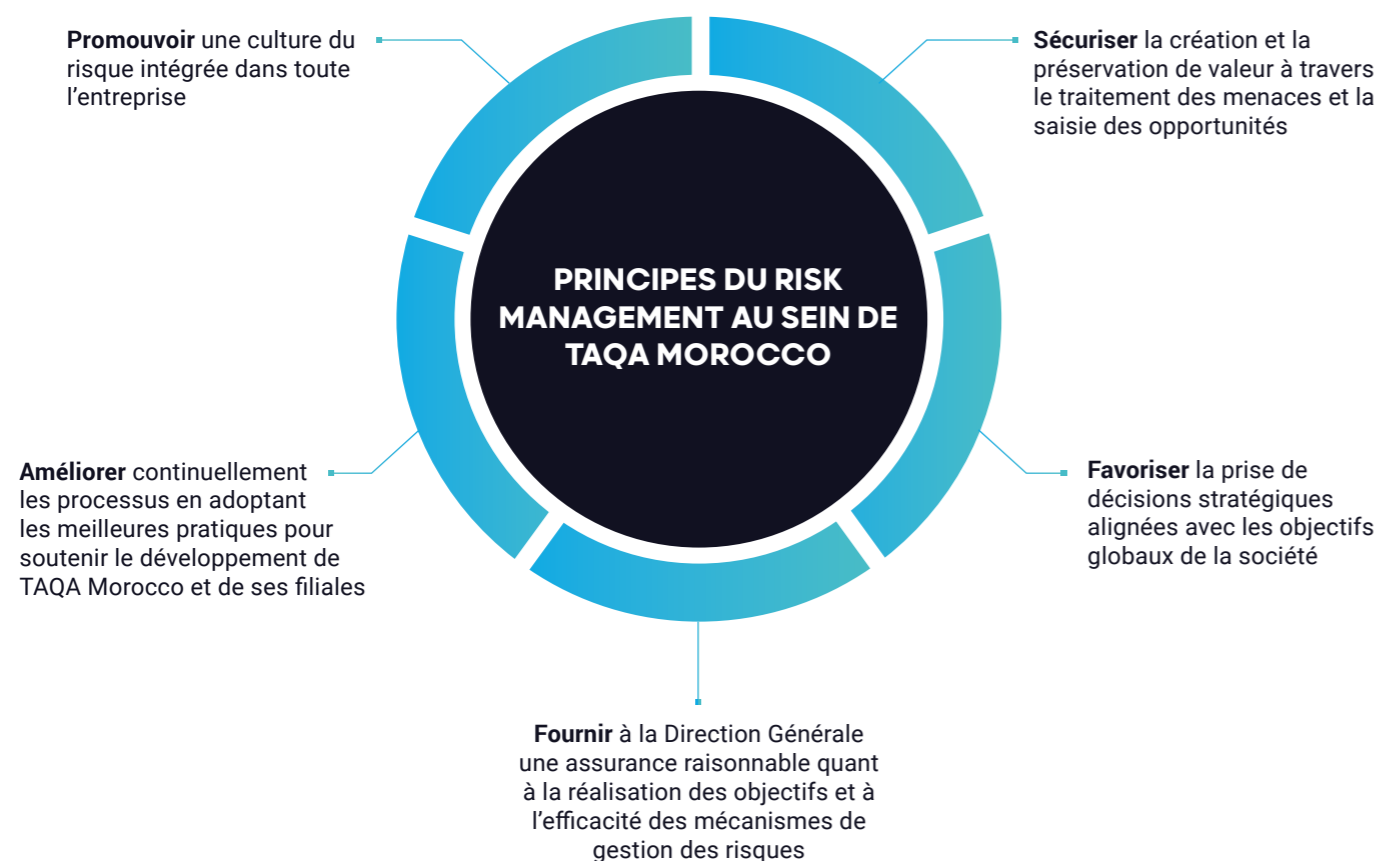 Promouvoir une culture du
risque intégrée dans toute
l’entreprise
Sécuriser la création et la
préservation de valeur à travers
le traitement des menaces et la
saisie des opportunités
PRINCIPES DU RISK
MANAGEMENT AU SEIN DE
TAQA MOROCCO
Améliorer continuellement
les processus en adoptant
les meilleures pratiques pour
soutenir le développement de
TAQA Morocco et de ses filiales
Favoriser la prise de
décisions stratégiques
alignées avec les objectifs
globaux de la société
Fournir à la Direction Générale
une assurance raisonnable quant
à la réalisation des objectifs et à
l’efficacité des mécanismes de
gestion des risques